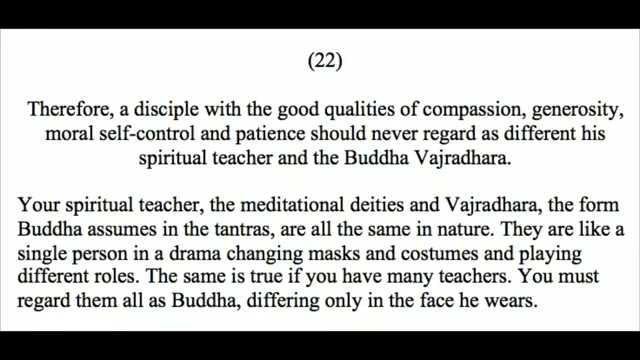 (22)
Therefore, a disciple with the good qualities of compassion, generosity,
moral self-control and patience should never regard as different his
spiritual teacher and the Buddha Vajradhara.
Your spiritual teacher, the meditational deities and Vajradhara, the form
Buddha assumes in the tantras, are all the same in nature. They are like a
single person in a drama changing masks and costumes and playing
different roles. The same is true if you have many teachers. You must
regard them all as Buddha, differing only in the face he wears.